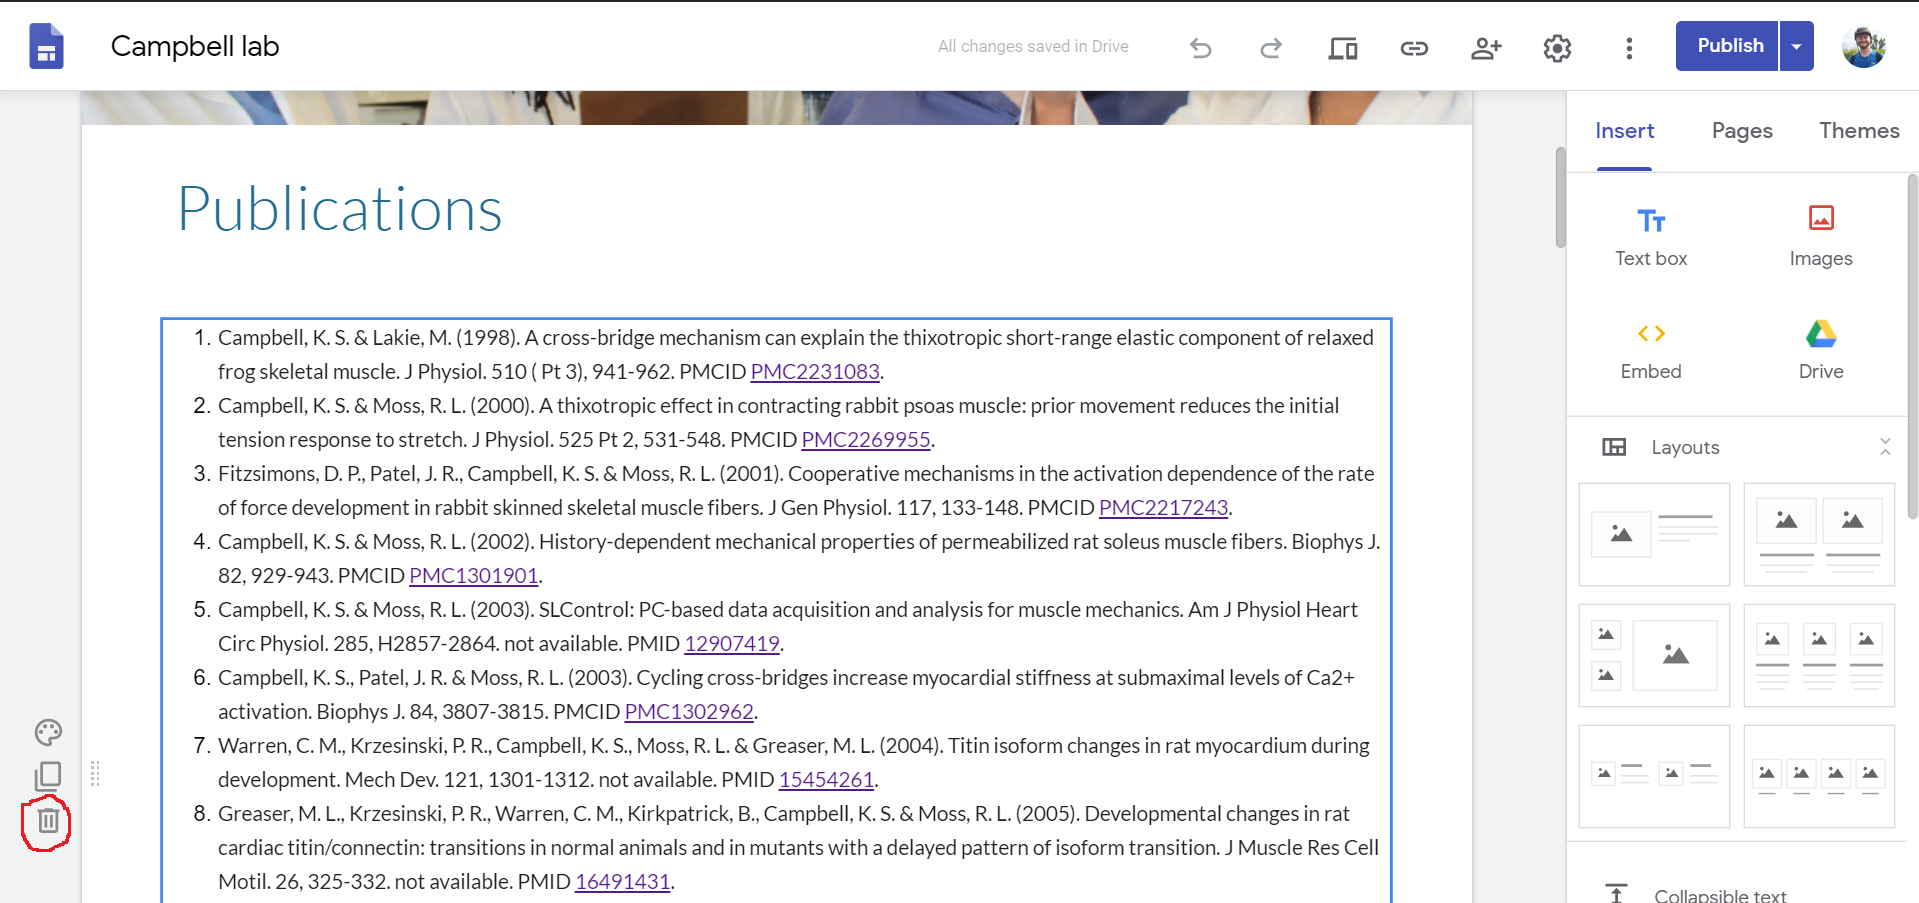 Campbell lab
All changes saved in Drive
Publish
Insert
Pages
Themes
Publications
Text box
Images
Embed
Drive
Layouts
Collapsible text
1. Campbell, K. S. & Lakie, M. (1998). A cross-bridge mechanism can explain the thixotropic short-range elastic component of relaxed
frog skeletal muscle. J Physiol. 510 ( Pt 3), 941-962. PMCID PMC2231083.
2. Campbell, K. S. & Moss, R. L. (2000). A thixotropic effect in contracting rabbit psoas muscle: prior movement reduces the initial
tension response to stretch. J Physiol. 525 Pt 2, 531-548. PMCID PMC2269955.
3. Fitzsimons, D. P., Patel, J. R., Campbell, K. S. & Moss, R. L. (2001). Cooperative mechanisms in the activation dependence of the rate
of force development in rabbit skinned skeletal muscle fibers. J Gen Physiol. 117, 133-148. PMCID PMC2217243.
4. Campbell, K. S. & Moss, R. L. (2002). History-dependent mechanical properties of permeabilized rat soleus muscle fibers. Biophys J.
82, 929-943. PMCID PMC1301901.
5. Campbell, K. S. & Moss, R. L. (2003). SLControl: PC-based data acquisition and analysis for muscle mechanics. Am J Physiol Heart
Circ Physiol. 285, H2857-2864. not available. PMID 12907419.
6. Campbell, K. S., Patel, J. R. & Moss, R. L. (2003). Cycling cross-bridges increase myocardial stiffness at submaximal levels of Ca2+
activation. Biophys J. 84, 3807-3815. PMCID PMC1302962.
7. Warren, C. M., Krzesinski, P. R., Campbell, K. S., Moss, R. L. & Greaser, M. L. (2004). Titin isoform changes in rat myocardium during
development. Mech Dev. 121, 1301-1312. not available. PMID 15454261.
8. Greaser, M. L., Krzesinski, P. R., Warren, C. M., Kirkpatrick, B., Campbell, K. S. & Moss, R. L. (2005). Developmental changes in rat
cardiac titin/connectin: transitions in normal animals and in mutants with a delayed pattern of isoform transition. J Muscle Res Cell
Motil. 26, 325-332. not available. PMID 16491431.